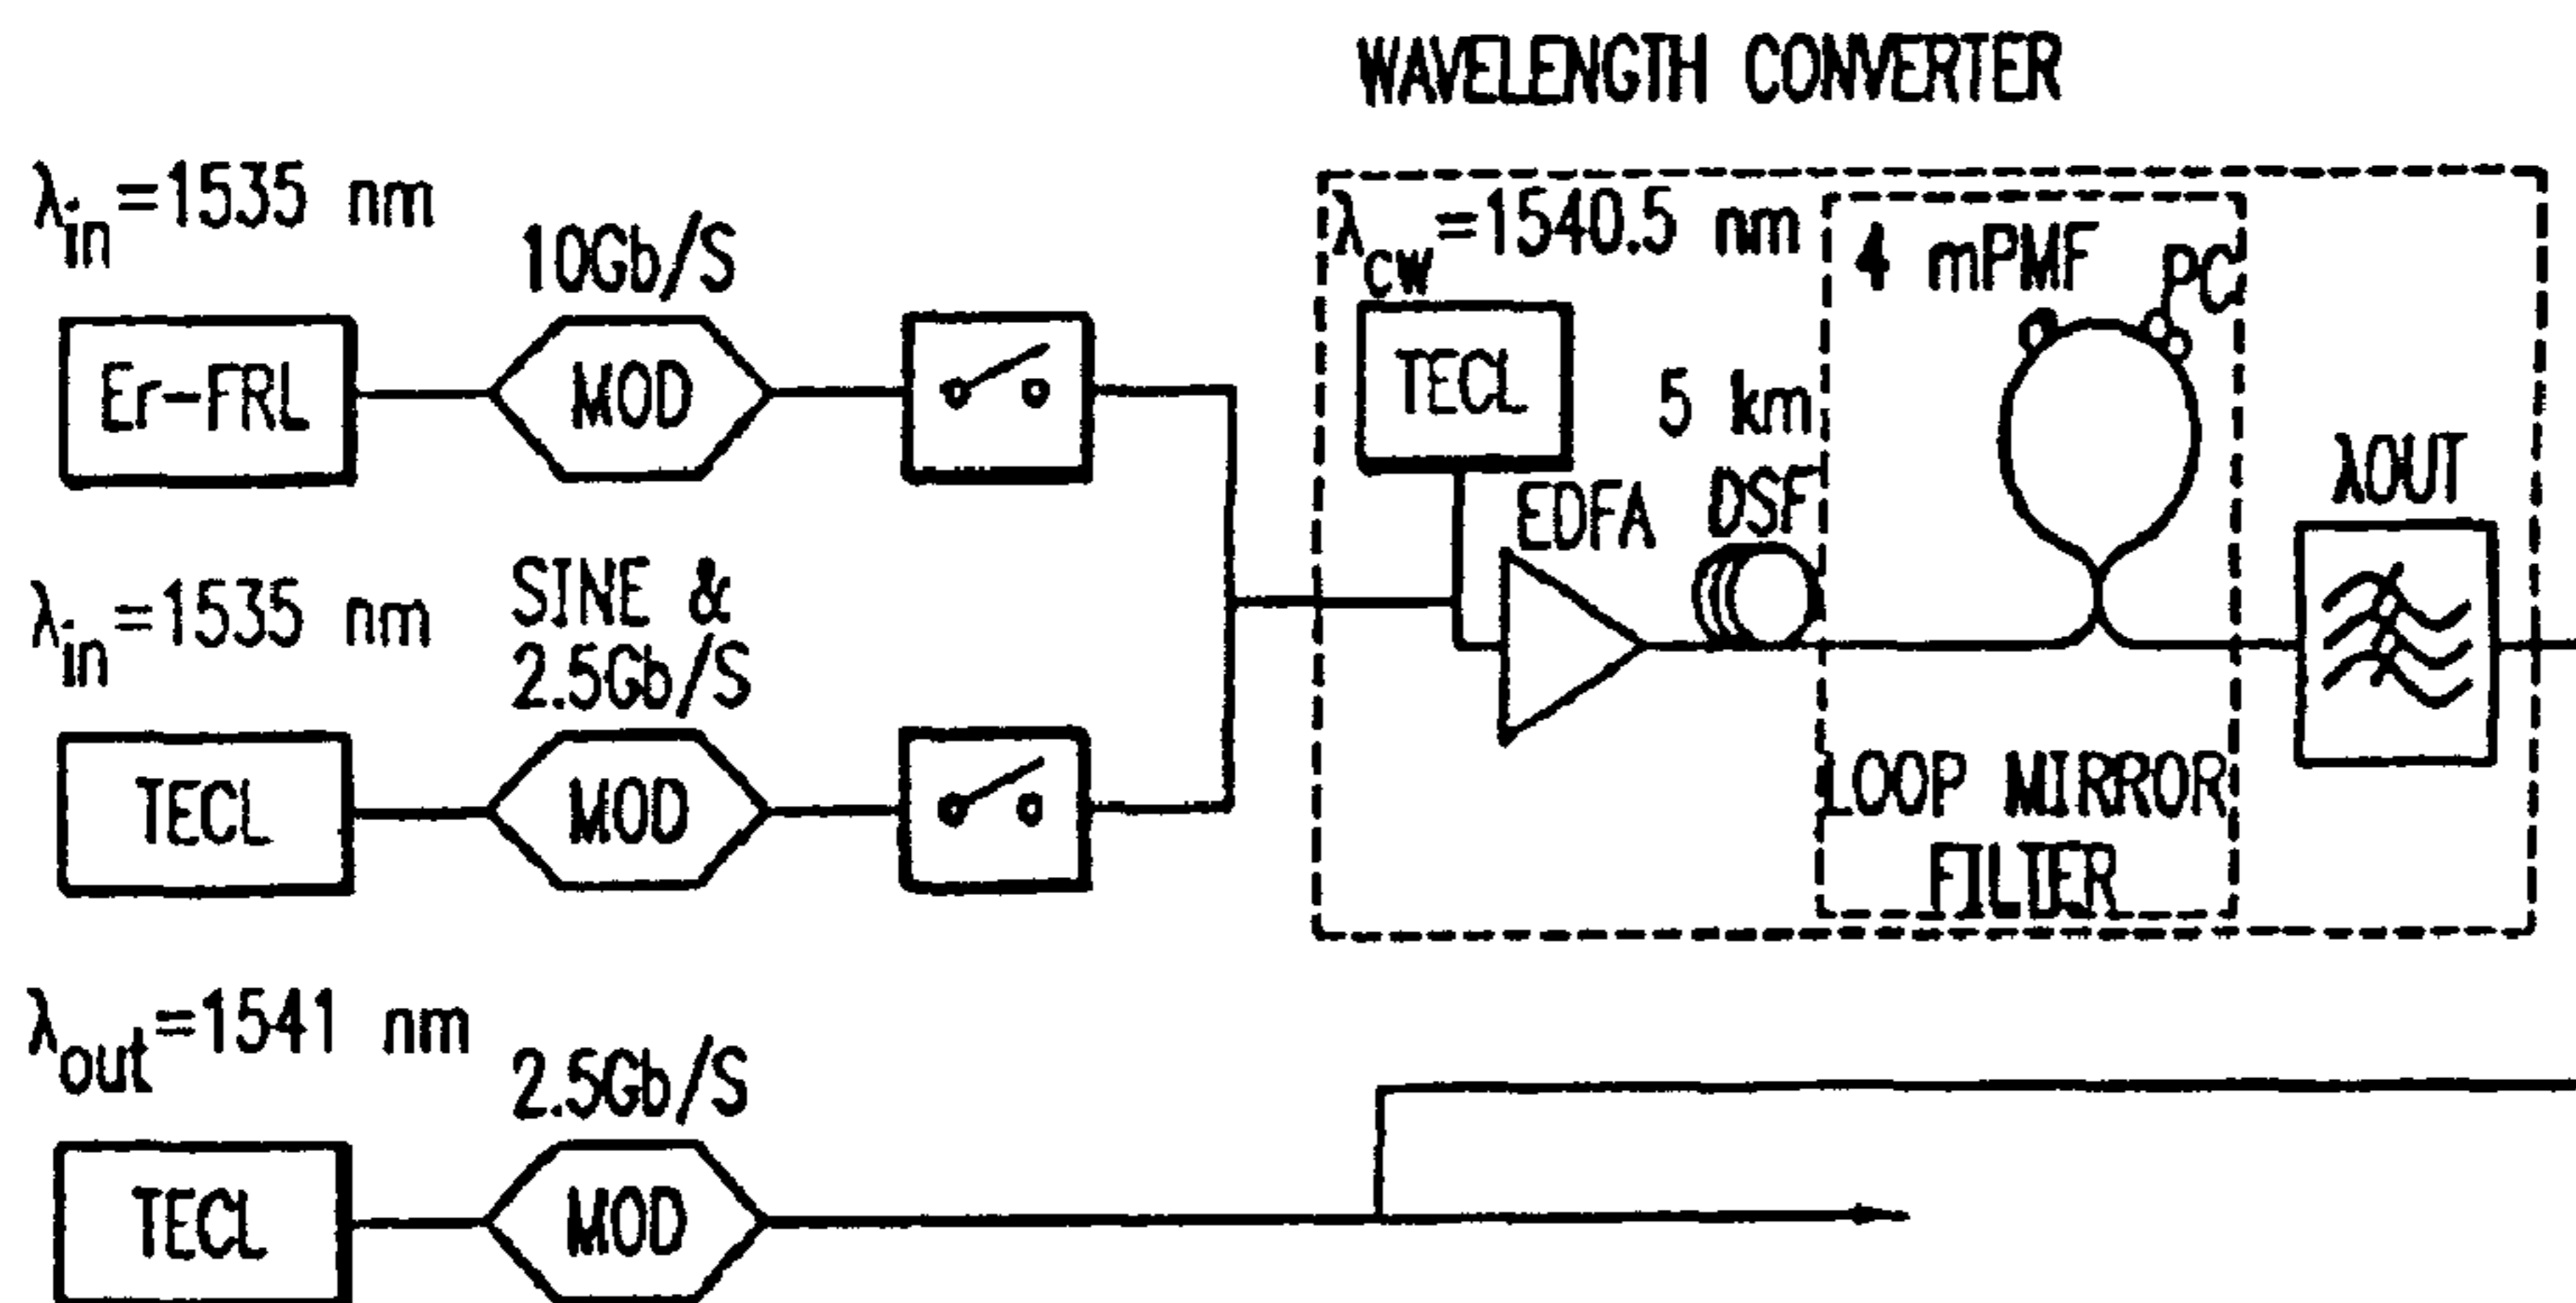 WAVELENGTH CONVERTER
λin=1535 nm
10Gb/S
Er-FRL
MOD
λin=1535 nm
SINE &
2.5Gb/S
TECL
MOD
λcw=1540.5 nm
TECL
EDFA
5 km
DSF
4 mPMF
PC
LOOP MIRROR
FILTER
λOUT
λout=1541 nm
2.5Gb/S
TECL
MOD